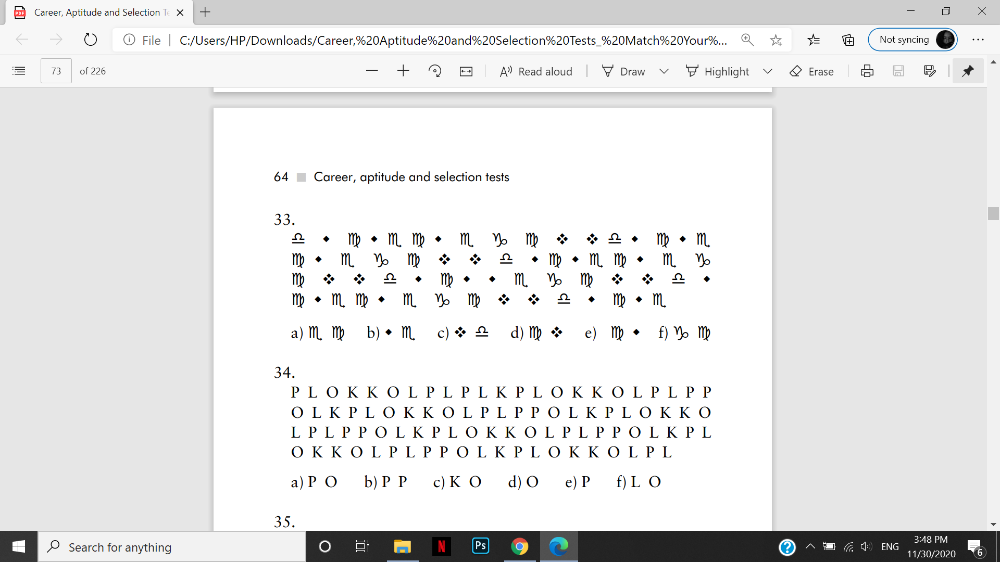 Career, Aptitude and Selection Te
File
C:/Users/HP/Downloads/Career,%20Aptitude%20and%20Selection%20Tests_%20Match%20Your%...
Not syncing
73 of 226
Read aloud
Draw
Highlight
Erase
64 ■ Career, aptitude and selection tests
33.
♎ ⬥ ♍ ⬥ ♏ ♍ ⬥ ♏ ♑ ♍ ❖ ❖ ♎ ⬥ ♍ ⬥ ♏
♍ ⬥ ♏ ♑ ♍ ❖ ❖ ♎ ⬥ ♍ ⬥ ♏ ♍ ⬥ ♏ ♑
♍ ❖ ❖ ♎ ⬥ ♍ ⬥ ⬥ ♏ ♑ ♍ ❖ ❖ ♎ ⬥
♍ ⬥ ♏ ♍ ⬥ ♏ ♑ ♍ ❖ ❖ ♎ ⬥ ♍ ⬥ ♏
a) ♏ ♍ b) ⬥ ♏ c) ❖ ♎ d) ♍ ❖ e) ♍ ⬥ f) ♑ ♍
34.
P L O K K O L P L P L K P L O K K O L P L P P
O L K P L O K K O L P L P P O L K P L O K K O
L P L P P O L K P L O K K O L P L P P O L K P L
O K K O L P L P P O L K P L O K K O L P L
a) P O b) P P c) K O d) O e) P f) L O
35.
Search for anything
N
Ps
ENG
3:48 PM
11/30/2020
6